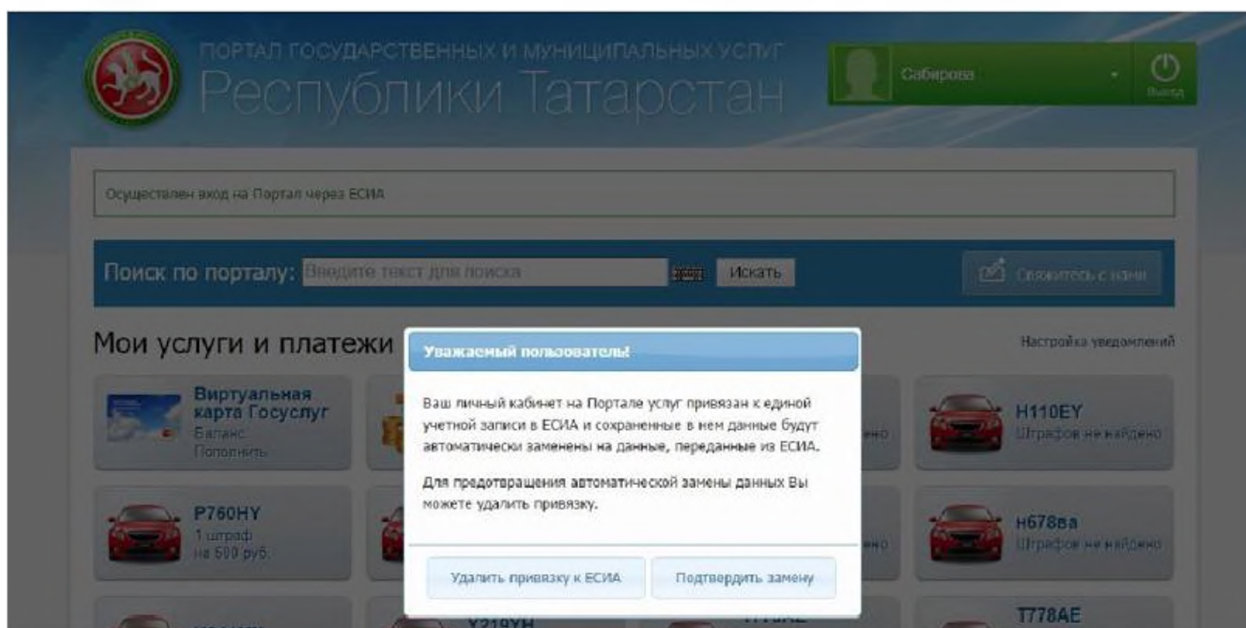 ПОРТАЛ ГОСУДАРСТВЕННЫХ И МУНИЦИПАЛЬНЫХ УСЛУГ
Республики Татарстан
Сабирова
Выход
Осуществлен вход на Портал через ЕСИА
Поиск по порталу: Введите текст для поиска Искать Свяжитесь с нами
Мои услуги и платежи
Настройка уведомлений
Уважаемый пользователь!
Ваш личный кабинет на Портале услуг привязан к единой
учетной записи в ЕСИА и сохраненные в нем данные будут
автоматически заменены на данные, переданные из ЕСИА.
Для предотвращения автоматической замены данных Вы
можете удалить привязку.
Удалить привязку к ЕСИА Подтвердить замену
Виртуальная
карта Госуслуг
Баланс
Пополнить
Н110ЕУ
Штрафов не найдено
Р760НУ
1 штраф
на 500 руб.
н678ва
Штрафов не найдено
У219УН
Т778АЕ